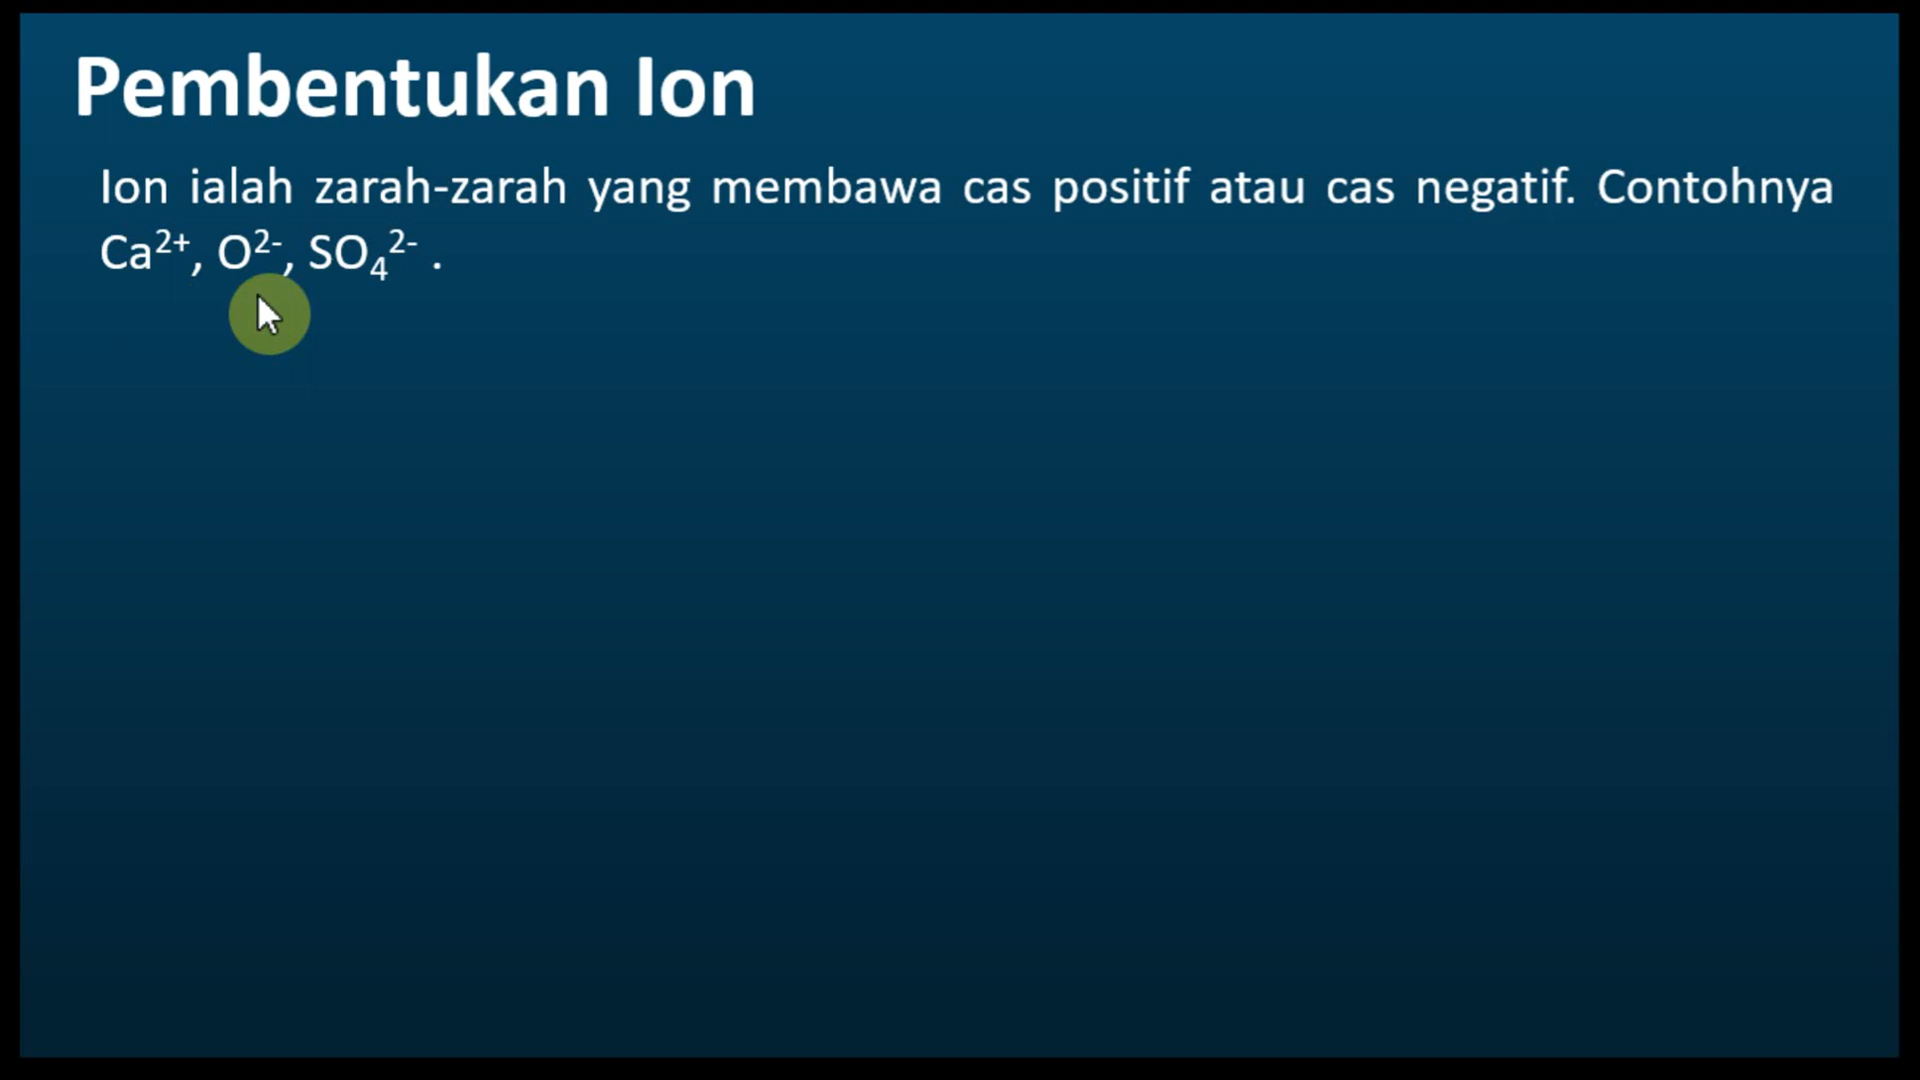 Pembentukan Ion
Ion ialah zarah-zarah yang membawa cas positif atau cas negatif. Contohnya
Ca²⁺, O²⁻, SO₄²⁻ .